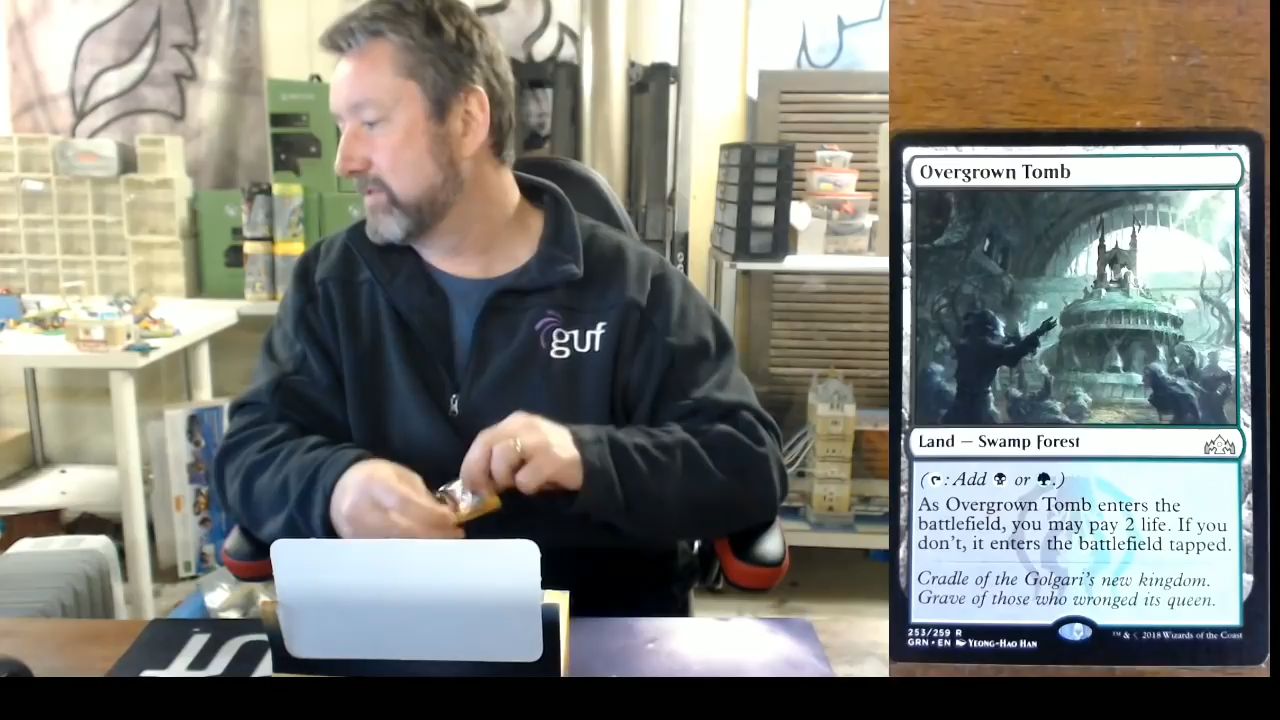 guf
Overgrown Tomb
Land — Swamp Forest
( : Add or .)
As Overgrown Tomb enters the
battlefield, you may pay 2 life. If you
don't, it enters the battlefield tapped.
Cradle of the Golgari's new kingdom.
Grave of those who wronged its queen.
253/259 R
GRN • EN Yeong-Hao Han
™ & © 2018 Wizards of the Coast